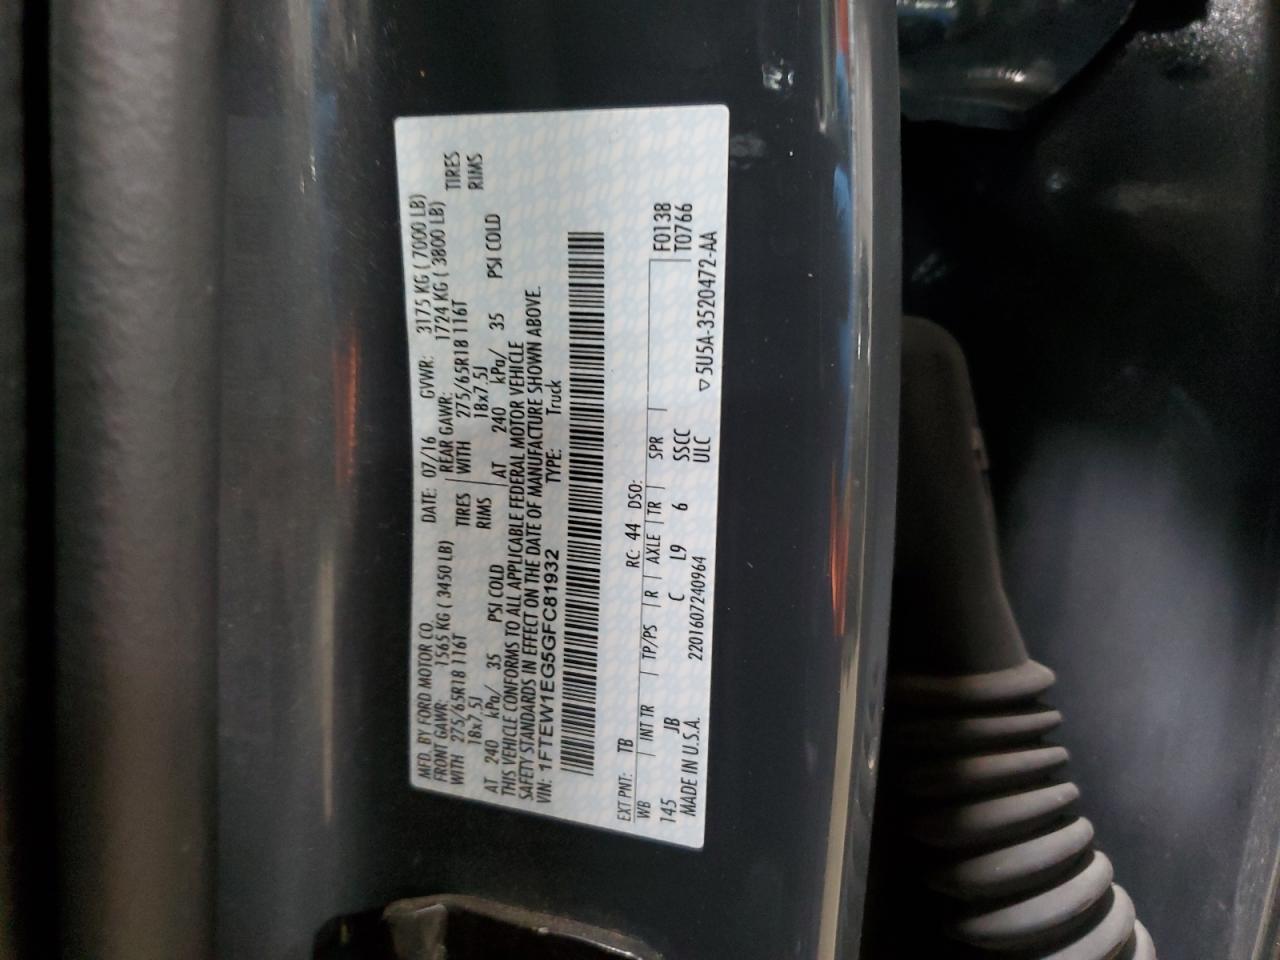 MFD. BY FORD MOTOR CO. DATE: 07/16 GVWR: 3175 KG ( 7000 LB)
FRONT GAWR: 1565 KG ( 3450 LB) REAR GAWR: 1724 KG ( 3800 LB)
WITH 275/65R18 116T TIRES WITH 275/65R18 116T TIRES
18x7.5J RIMS 18x7.5J RIMS
AT 240 kPa/ 35 PSI COLD AT 240 kPa/ 35 PSI COLD
THIS VEHICLE CONFORMS TO ALL APPLICABLE FEDERAL MOTOR VEHICLE
SAFETY STANDARDS IN EFFECT ON THE DATE OF MANUFACTURE SHOWN ABOVE.
VIN: 1FTEW1EG5GFC81932 TYPE: Truck
EXT PNT: TB RC: 44 DSO:
WB | INT TR | TP/PS | R | AXLE | TR | SPR | F0138
145 JB C L9 6 SSCC T0766
MADE IN U.S.A. 2201607240964 ULC ▽5U5A-3520472-AA